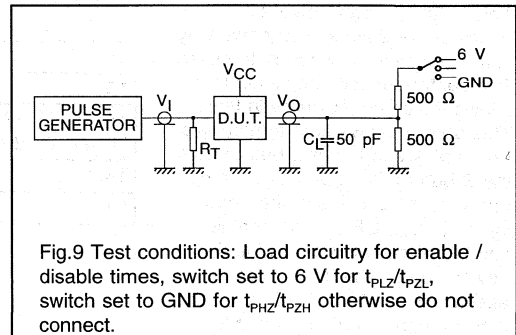 6 V
GND
VCC
VI
VO
PULSE
GENERATOR
D.U.T.
500 Ω
RT
CL
50 pF
500 Ω
Fig.9 Test conditions: Load circuitry for enable /
disable times, switch set to 6 V for tPLZ/tPZL,
switch set to GND for tPHZ/tPZH otherwise do not
connect.